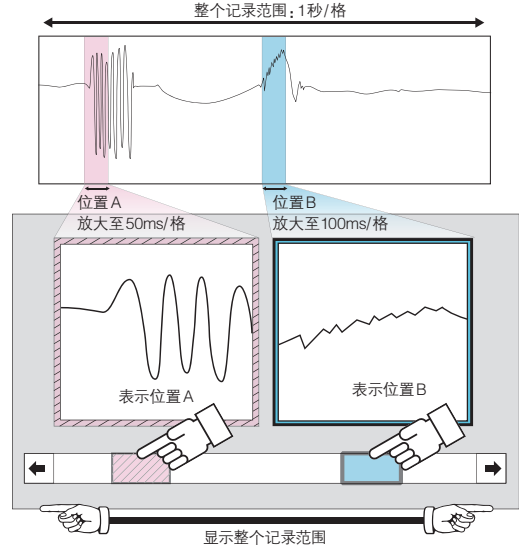 整个记录范围：1秒/格
位置A
放大至50ms/格
位置B
放大至100ms/格
表示位置A
表示位置B
显示整个记录范围